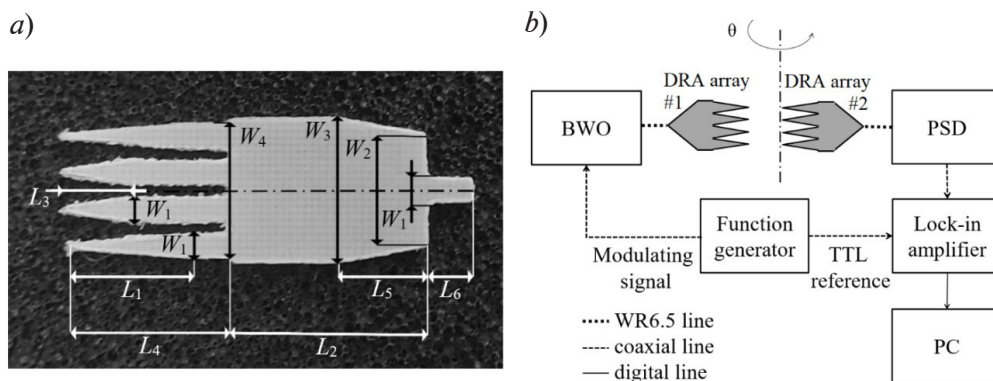 a)
W4
W3
W2
L3
W1
W1
W1
L1
L5
L6
L4
L2
b)
θ
DRA array
#1
DRA array
#2
BWO
PSD
Function
generator
Lock-in
amplifier
Modulating
signal
TTL
reference
PC
WR6.5 line
coaxial line
digital line